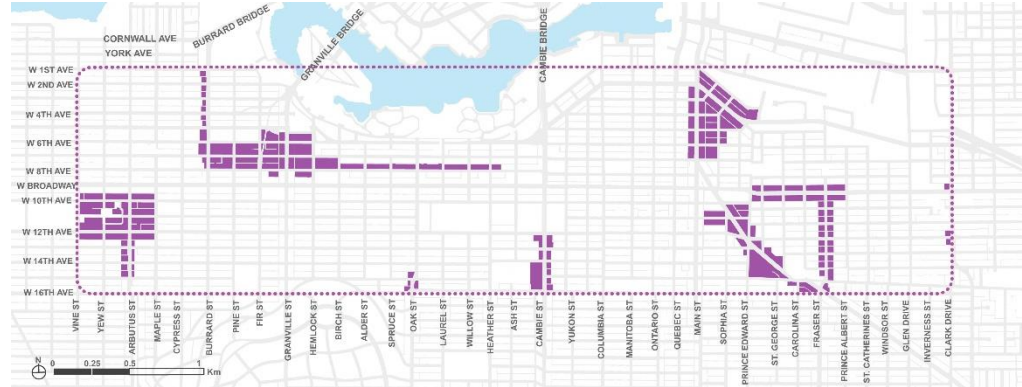 CORNWALL AVE
YORK AVE
BURRARD BRIDGE
GRANVILLE BRIDGE
CAMBIE BRIDGE
W 1ST AVE
W 2ND AVE
W 4TH AVE
W 6TH AVE
W 8TH AVE
W BROADWAY
W 10TH AVE
W 12TH AVE
W 14TH AVE
W 16TH AVE
VINE ST
YEW ST
ARBUTUS ST
MAPLE ST
CYPRESS ST
BURRARD ST
PINE ST
FIR ST
GRANVILLE ST
HEMLOCK ST
BIRCH ST
ALDER ST
SPRUCE ST
OAK ST
LAUREL ST
WILLOW ST
HEATHER ST
ASH ST
CAMBIE ST
YUKON ST
COLUMBIA ST
MANITOBA ST
ONTARIO ST
QUEBEC ST
MAIN ST
SOPHIA ST
PRINCE EDWARD ST
ST. GEORGE ST
CAROLINA ST
FRASER ST
PRINCE ALBERT ST
ST. CATHERINES ST
WINDSOR ST
GLEN DRIVE
INVERNESS ST
CLARK DRIVE
N
0 0.25 0.5 1
Km